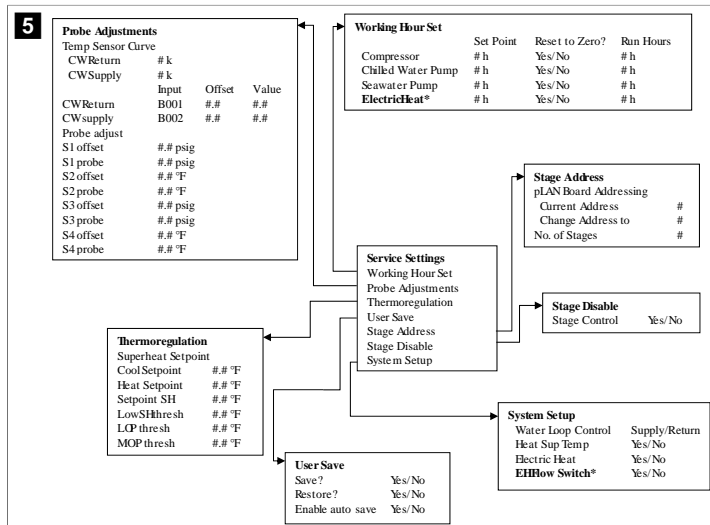 5
Probe Adjustments
Temp Sensor Curve
CWReturn # k
CWSupply # k
Input Offset Value
CWReturn B001 #.# #.#
CWsupply B002 #.# #.#
Probe adjust
S1 offset #.# psig
S1 probe #.# psig
S2 offset #.# °F
S2 probe #.# °F
S3 offset #.# psig
S3 probe #.# psig
S4 offset #.# °F
S4 probe #.# °F
Working Hour Set
Set Point Reset to Zero? Run Hours
Compressor # h Yes/No # h
Chilled Water Pump # h Yes/No # h
Seawater Pump # h Yes/No # h
ElectricHeat* # h Yes/No # h
Stage Address
pLAN Board Addressing
Current Address #
Change Address to #
No. of Stages #
Service Settings
Working Hour Set
Probe Adjustments
Thermoregulation
User Save
Stage Address
Stage Disable
System Setup
Stage Disable
Stage Control Yes/No
Thermoregulation
Superheat Setpoint
Cool Setpoint #.# °F
Heat Setpoint #.# °F
Setpoint SH #.# °F
LowSHthresh #.# °F
LOP thresh #.# °F
MOP thresh #.# °F
System Setup
Water Loop Control Supply/Return
Heat Sup Temp Yes/No
Electric Heat Yes/No
EHFlow Switch* Yes/No
User Save
Save? Yes/No
Restore? Yes/No
Enable auto save Yes/No